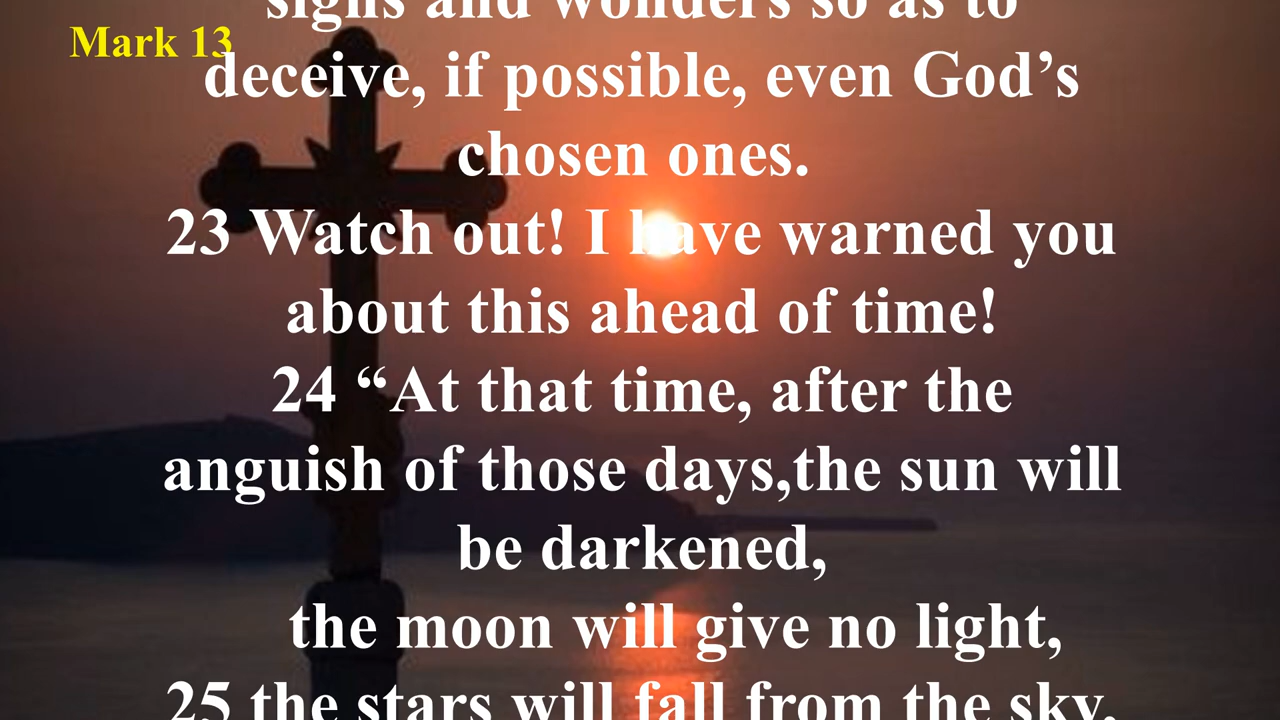 signs and wonders so as to
Mark 13
deceive, if possible, even God’s
chosen ones.
23 Watch out! I have warned you
about this ahead of time!
24 “At that time, after the
anguish of those days,the sun will
be darkened,
the moon will give no light,
25 the stars will fall from the sky,